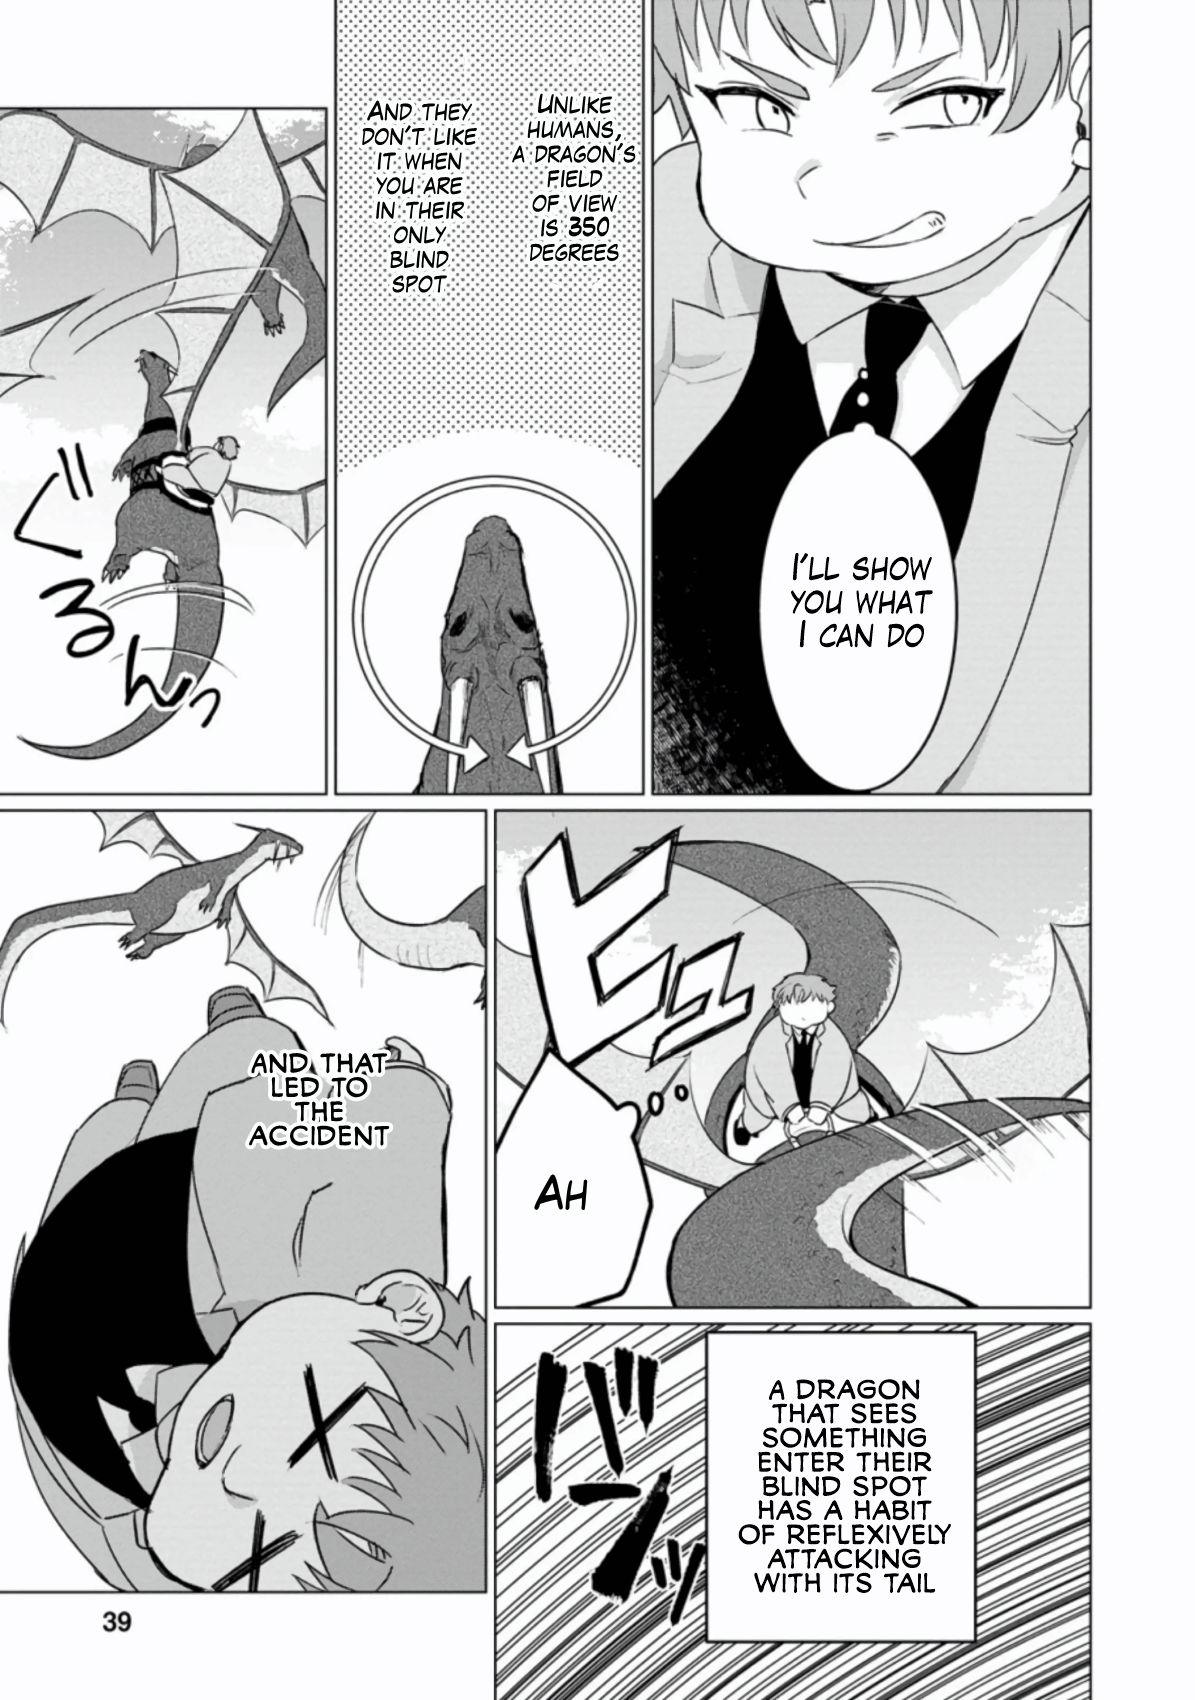 I'LL SHOW
YOU WHAT
I CAN DO
UNLIKE
HUMANS,
A DRAGON'S
FIELD
OF VIEW
IS 350
DEGREES
AND THEY
DON'T LIKE
IT WHEN
YOU ARE
IN THEIR
ONLY
BLIND
SPOT
ぐるんっ
ヒュ
AH
A DRAGON
THAT SEES
SOMETHING
ENTER THEIR
BLIND SPOT
HAS A HABIT
OF REFLEXIVELY
ATTACKING
WITH ITS TAIL
ドバンッ
AND THAT
LED TO
THE
ACCIDENT
39